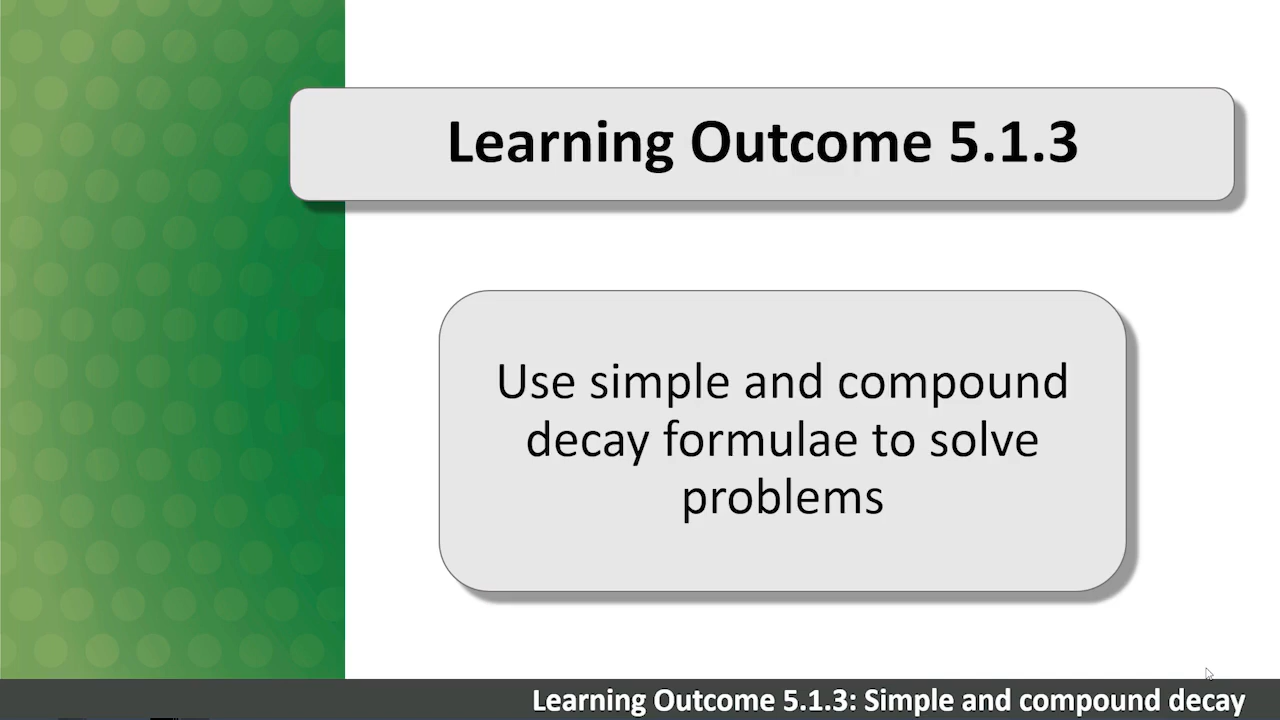 Learning Outcome 5.1.3
Use simple and compound
decay formulae to solve
problems
Learning Outcome 5.1.3: Simple and compound decay